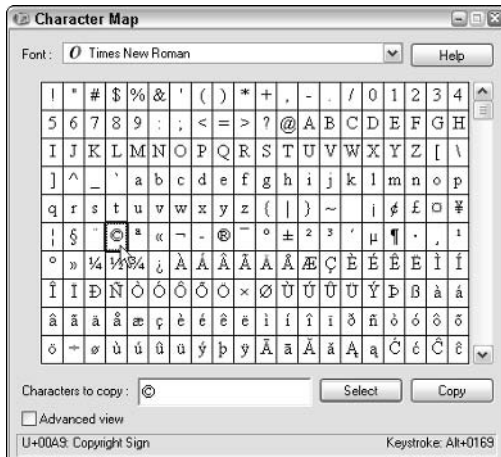 Character Map
Font : O Times New Roman Help
! " # $ % & ' ( ) * + , - . / 0 1 2 3 4
5 6 7 8 9 : ; < = > ? @ A B C D E F G H
I J K L M N O P Q R S T U V W X Y Z [ \
] ^ _ ` a b c d e f g h i j k l m n o p
q r s t u v w x y z { | } ~ ¡ ¢ £ ¤ ¥
¦ § ¨ © ª « ¬ - ® ¯ ° ± ² ³ ´ µ ¶ · ¸ ¹
º » ¼ ½ ¾ ¿ À Á Â Ã Ä Å Æ Ç È É Ê Ë Ì Í
Î Ï Ð Ñ Ò Ó Ô Õ Ö × Ø Ù Ú Û Ü Ý Þ ß à á
â ã ä å æ ç è é ê ë ì í î ï ð ñ ò ó ô õ
ö ÷ ø ù ú û ü ý þ ÿ Ā ā Ă ă Ą ą Ć ć Ĉ ĉ
Characters to copy : © Select Copy
Advanced view
U+00A9: Copyright Sign Keystroke: Alt+0169